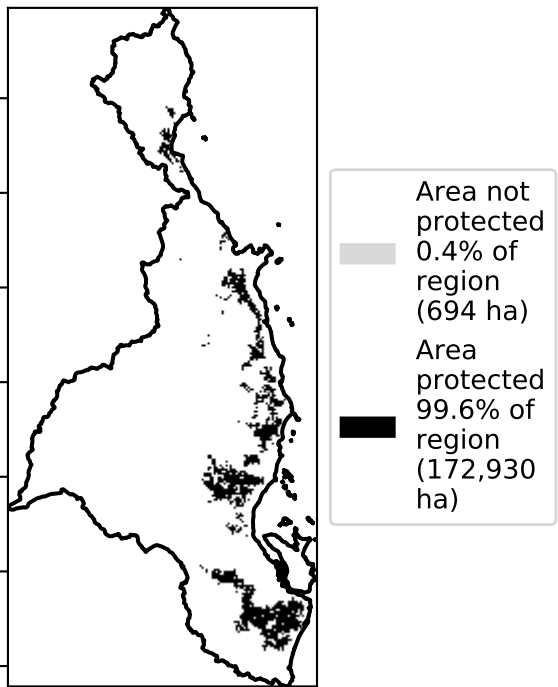 Area not
protected
0.4% of
region
(694 ha)
Area
protected
99.6% of
region
(172,930
ha)